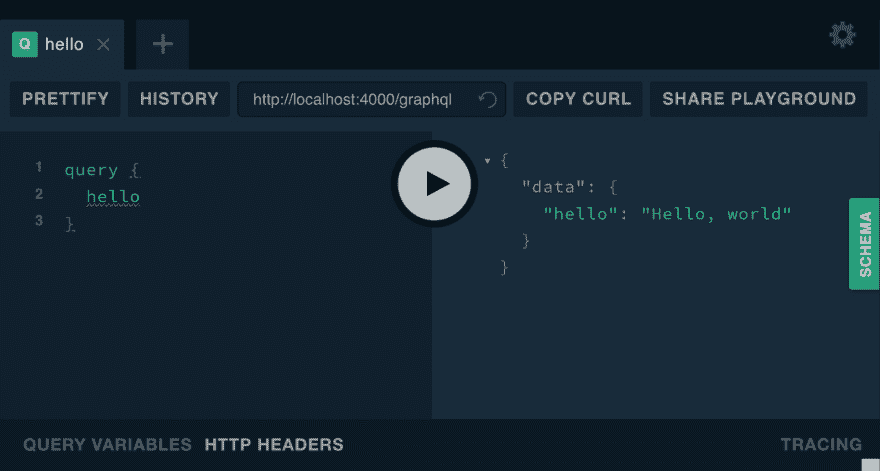 Q hello
PRETTIFY HISTORY http://localhost:4000/graphql COPY CURL SHARE PLAYGROUND
1 query {
2 hello
3 }
{
"data": {
"hello": "Hello, world"
}
}
SCHEMA
QUERY VARIABLES HTTP HEADERS TRACING